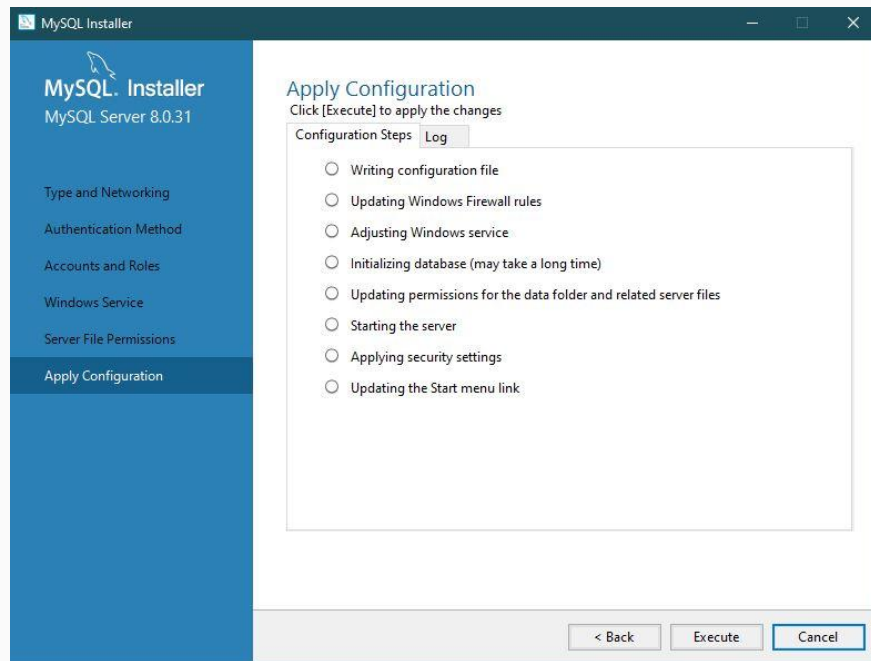 MySQL Installer
MySQL. Installer
MySQL Server 8.0.31
Type and Networking
Authentication Method
Accounts and Roles
Windows Service
Server File Permissions
Apply Configuration
Apply Configuration
Click [Execute] to apply the changes
Configuration Steps Log
Writing configuration file
Updating Windows Firewall rules
Adjusting Windows service
Initializing database (may take a long time)
Updating permissions for the data folder and related server files
Starting the server
Applying security settings
Updating the Start menu link
< Back Execute Cancel